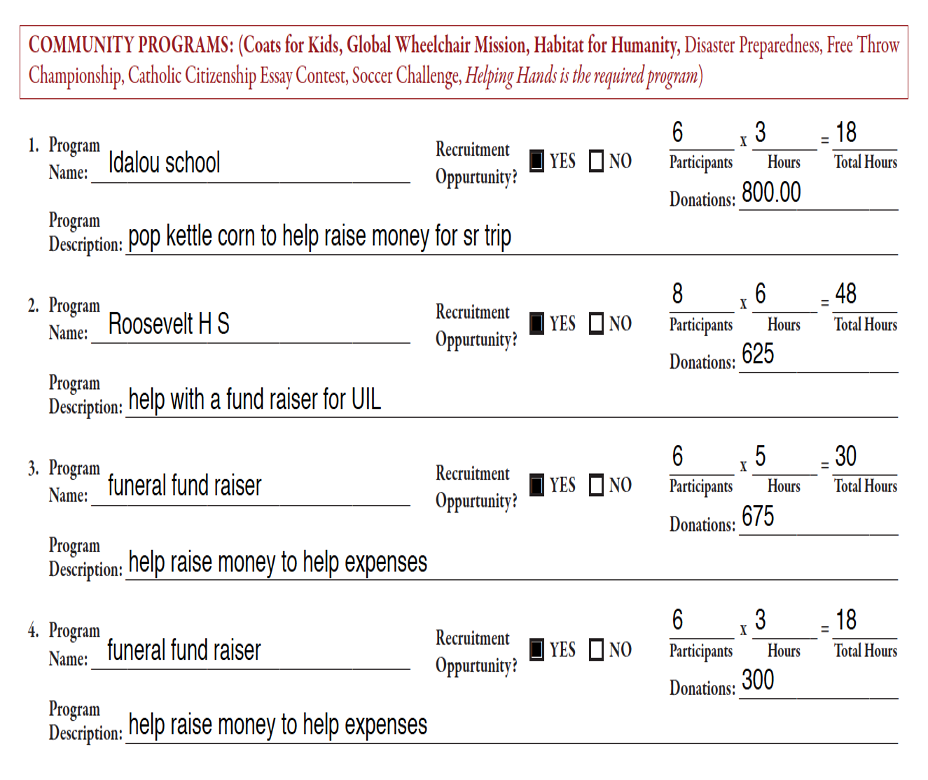 COMMUNITY PROGRAMS: (Coats for Kids, Global Wheelchair Mission, Habitat for Humanity, Disaster Preparedness, Free Throw
Championship, Catholic Citizenship Essay Contest, Soccer Challenge, Helping Hands is the required program)
1. Program Name: Idalou school
Recruitment Oppurtunity? YES NO
6 x 3 = 18
Participants Hours Total Hours
Donations: 800.00
Program Description: pop kettle corn to help raise money for sr trip
2. Program Name: Roosevelt H S
Recruitment Oppurtunity? YES NO
8 x 6 = 48
Participants Hours Total Hours
Donations: 625
Program Description: help with a fund raiser for UIL
3. Program Name: funeral fund raiser
Recruitment Oppurtunity? YES NO
6 x 5 = 30
Participants Hours Total Hours
Donations: 675
Program Description: help raise money to help expenses
4. Program Name: funeral fund raiser
Recruitment Oppurtunity? YES NO
6 x 3 = 18
Participants Hours Total Hours
Donations: 300
Program Description: help raise money to help expenses